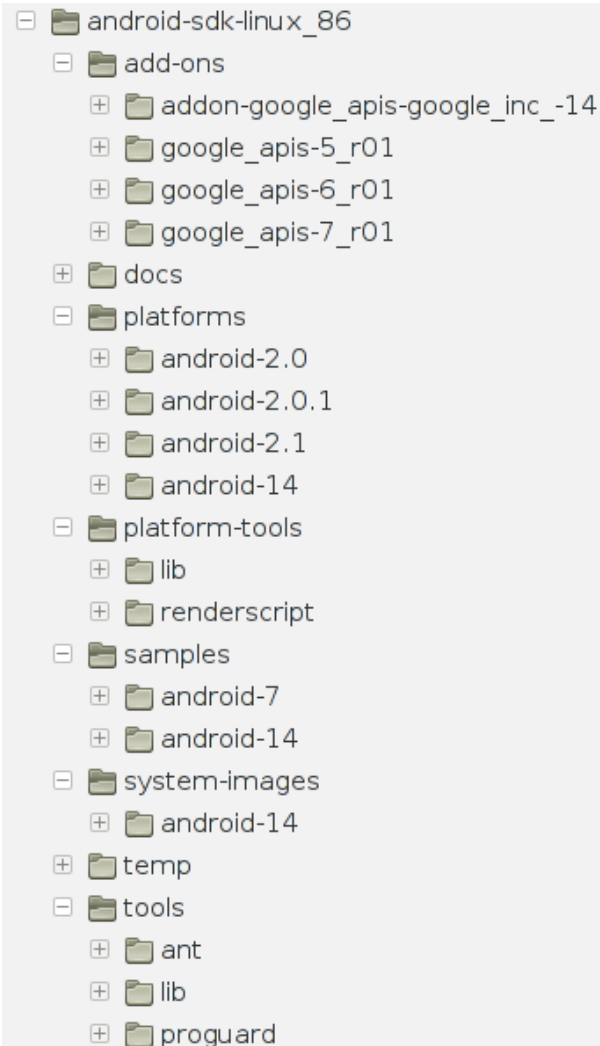 android-sdk-linux_86
add-ons
addon-google_apis-google_inc_-14
google_apis-5_r01
google_apis-6_r01
google_apis-7_r01
docs
platforms
android-2.0
android-2.0.1
android-2.1
android-14
platform-tools
lib
renderscript
samples
android-7
android-14
system-images
android-14
temp
tools
ant
lib
proguard